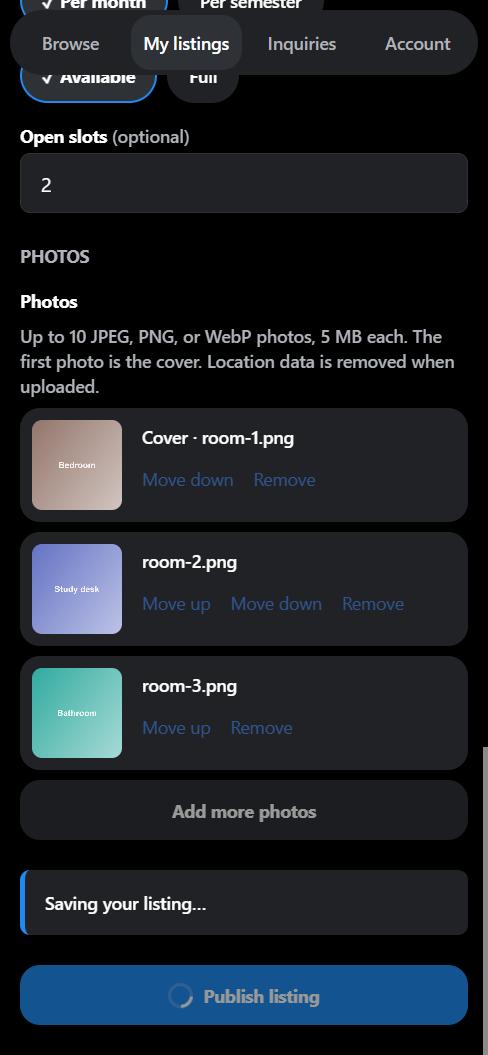 ✓ Per month Per semester
Browse My listings Inquiries Account
✓ Available Full
Open slots (optional)
2
PHOTOS
Photos
Up to 10 JPEG, PNG, or WebP photos, 5 MB each. The
first photo is the cover. Location data is removed when
uploaded.
Bedroom
Cover · room-1.png
Move down Remove
Study desk
room-2.png
Move up Move down Remove
Bathroom
room-3.png
Move up Remove
Add more photos
Saving your listing...
Publish listing